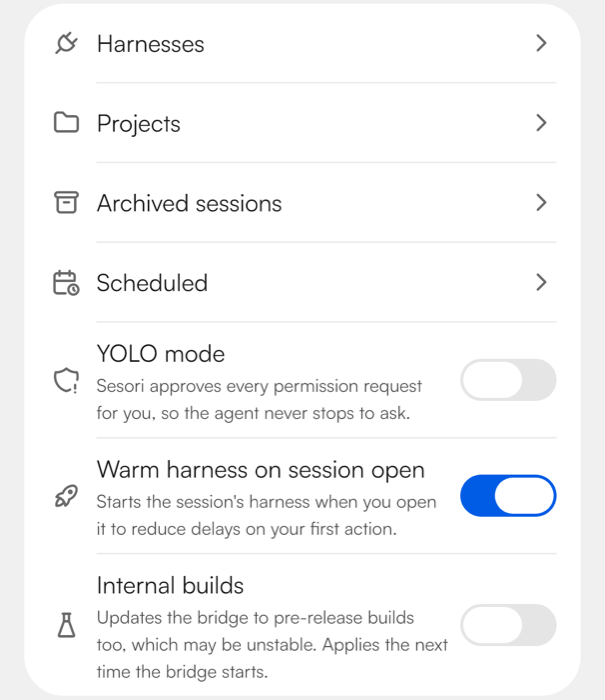 Harnesses
Projects
Archived sessions
Scheduled
YOLO mode
Sesori approves every permission request
for you, so the agent never stops to ask.
Warm harness on session open
Starts the session's harness when you open
it to reduce delays on your first action.
Internal builds
Updates the bridge to pre-release builds
too, which may be unstable. Applies the next
time the bridge starts.